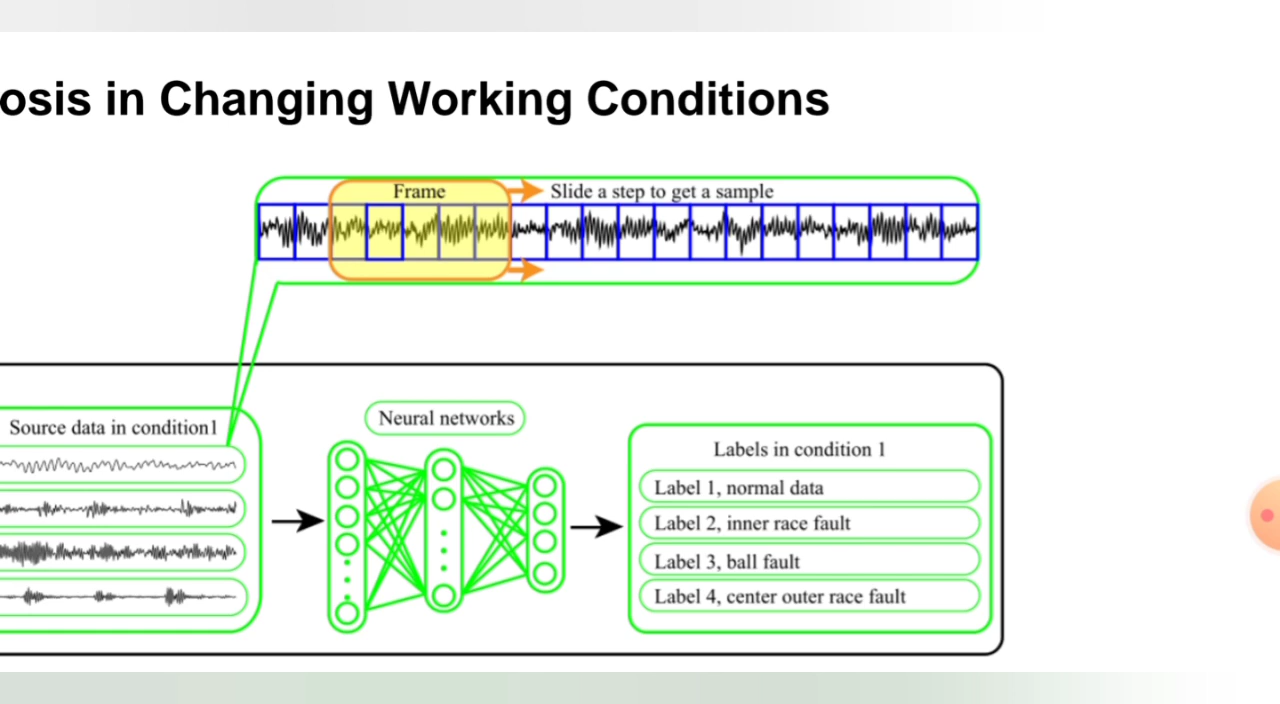 osis in Changing Working Conditions
Frame
Slide a step to get a sample
Source data in condition1
Neural networks
Labels in condition 1
Label 1, normal data
Label 2, inner race fault
Label 3, ball fault
Label 4, center outer race fault